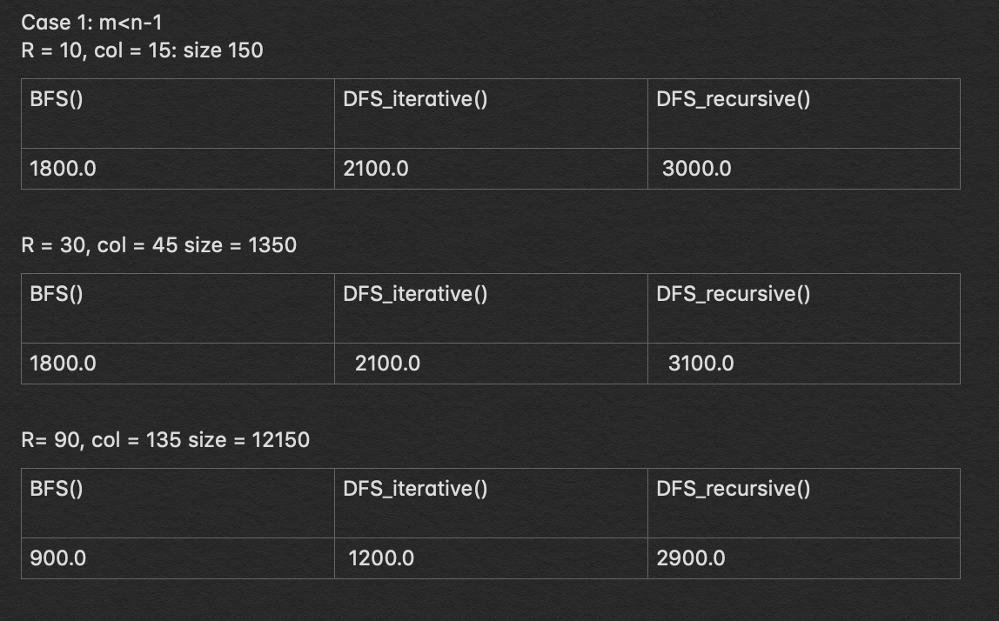 Case 1: m<n-1
R = 10, col = 15: size 150
BFS() DFS_iterative() DFS_recursive()
1800.0 2100.0 3000.0
R = 30, col = 45 size = 1350
BFS() DFS_iterative() DFS_recursive()
1800.0 2100.0 3100.0
R= 90, col = 135 size = 12150
BFS() DFS_iterative() DFS_recursive()
900.0 1200.0 2900.0